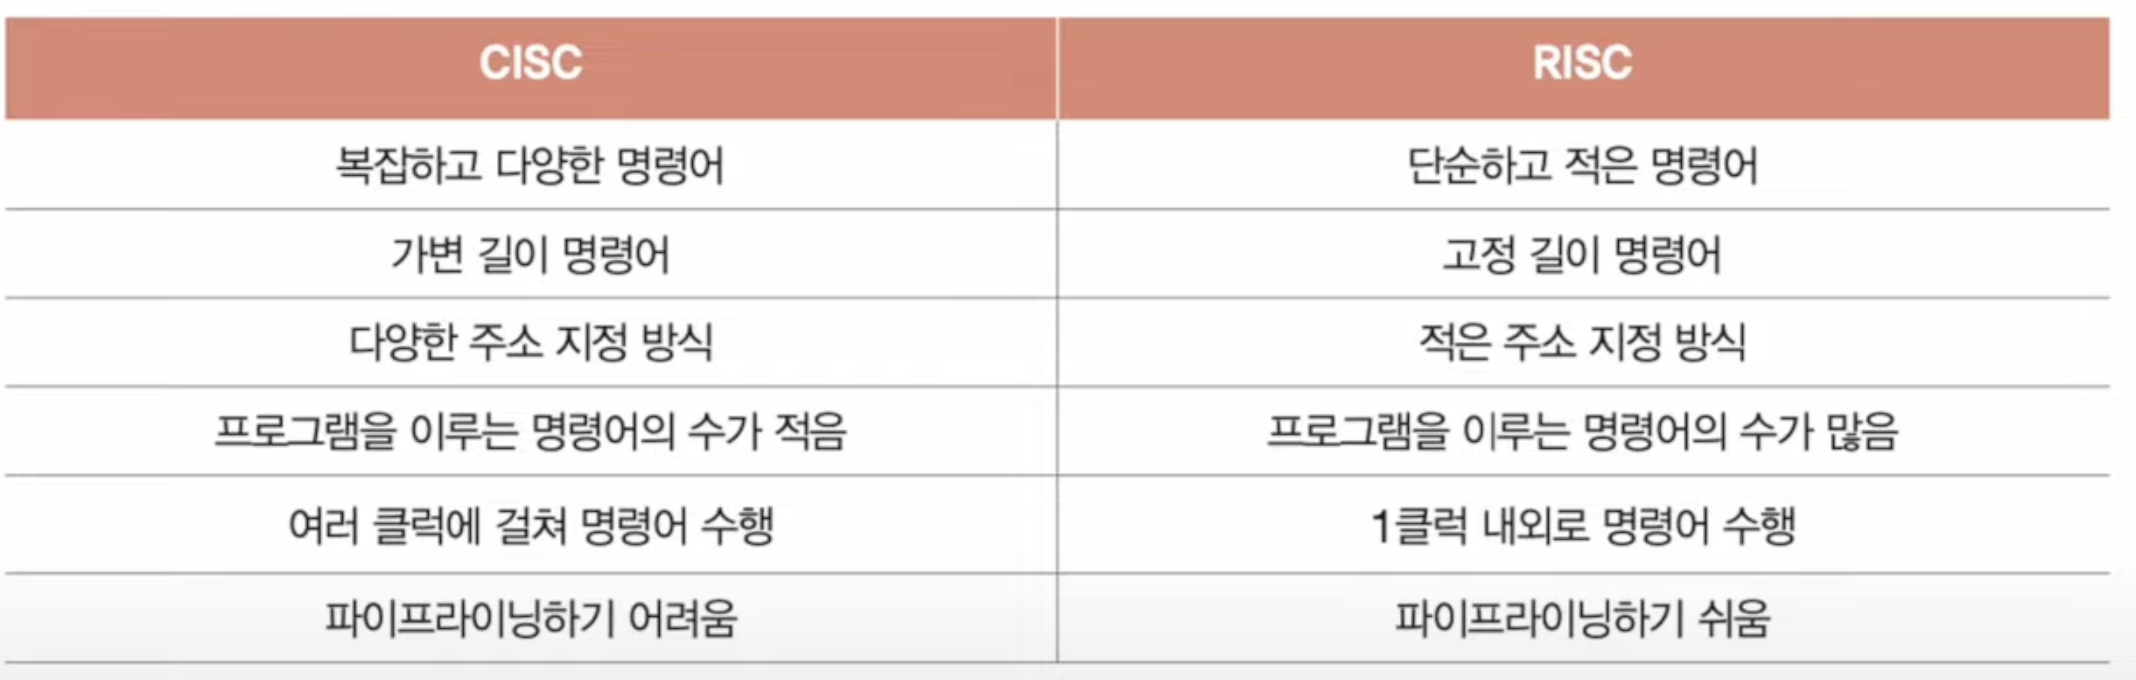 CISC RISC
복잡하고 다양한 명령어 단순하고 적은 명령어
가변 길이 명령어 고정 길이 명령어
다양한 주소 지정 방식 적은 주소 지정 방식
프로그램을 이루는 명령어의 수가 적음 프로그램을 이루는 명령어의 수가 많음
여러 클럭에 걸쳐 명령어 수행 1클럭 내외로 명령어 수행
파이프라이닝하기 어려움 파이프라이닝하기 쉬움